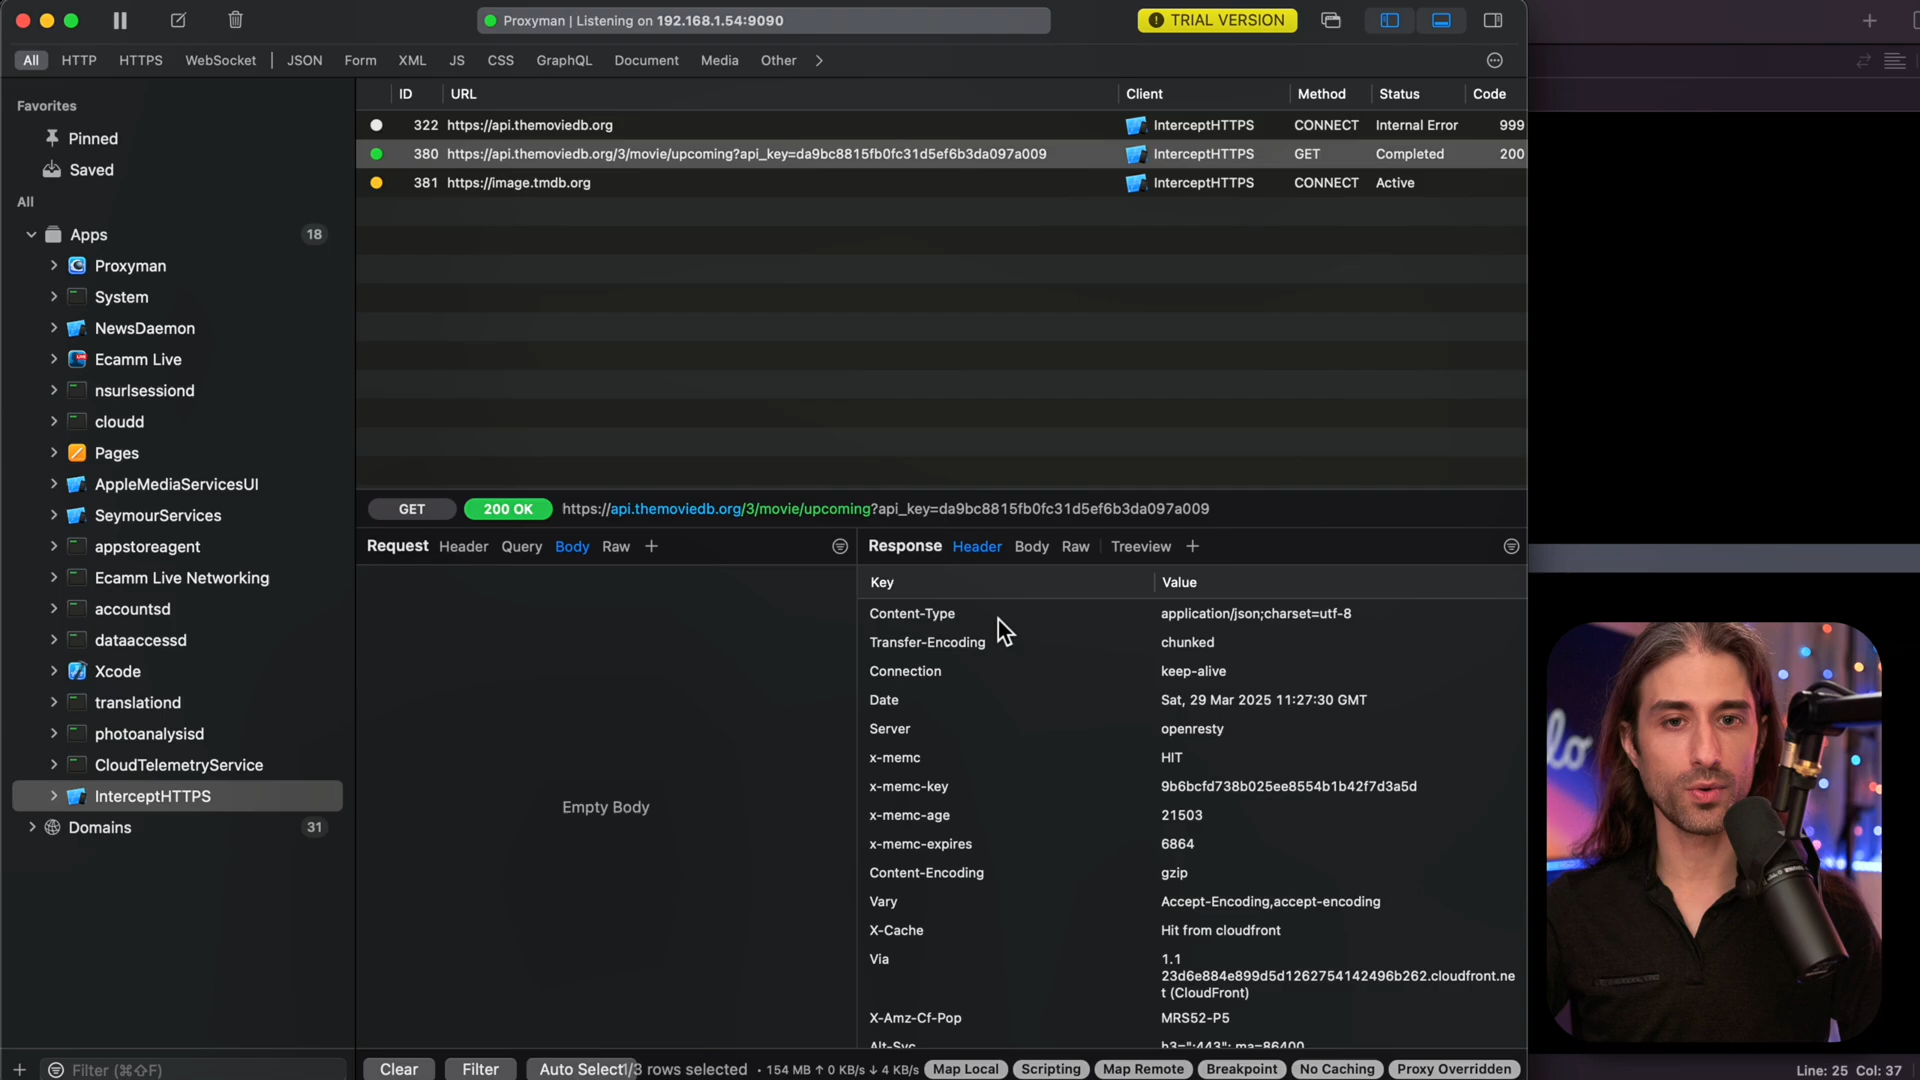 Proxyman | Listening on 192.168.1.54:9090
TRIAL VERSION
All HTTP HTTPS WebSocket JSON Form XML JS CSS GraphQL Document Media Other
Favorites
Pinned
Saved
All
Apps 18
Proxyman
System
NewsDaemon
Ecamm Live
nsurlsessiond
cloudd
Pages
AppleMediaServicesUI
SeymourServices
appstoreagent
Ecamm Live Networking
accountsd
dataaccessd
Xcode
translationd
photoanalysisd
CloudTelemetryService
InterceptHTTPS
Domains 31
Filter (⌘⇧F)
ID URL Client Method Status Code
322 https://api.themoviedb.org InterceptHTTPS CONNECT Internal Error 999
380 https://api.themoviedb.org/3/movie/upcoming?api_key=da9bc8815fb0fc31d5ef6b3da097a009 InterceptHTTPS GET Completed 200
381 https://image.tmdb.org InterceptHTTPS CONNECT Active
GET 200 OK https://api.themoviedb.org/3/movie/upcoming?api_key=da9bc8815fb0fc31d5ef6b3da097a009
Request Header Query Body Raw
Empty Body
Response Header Body Raw Treeview
Key Value
Content-Type application/json;charset=utf-8
Transfer-Encoding chunked
Connection keep-alive
Date Sat, 29 Mar 2025 11:27:30 GMT
Server openresty
x-memc HIT
x-memc-key 9b6bcfd738b025ee8554b1b42f7d3a5d
x-memc-age 21503
x-memc-expires 6864
Content-Encoding gzip
Vary Accept-Encoding,accept-encoding
X-Cache Hit from cloudfront
Via 1.1
23d6e884e899d5d1262754142496b262.cloudfront.ne
t (CloudFront)
X-Amz-Cf-Pop MRS52-P5
Alt-Svc h3=":443"; ma=86400
Clear Filter Auto Select 1/3 rows selected • 154 MB ↑ 0 KB/s ↓ 4 KB/s Map Local Scripting Map Remote Breakpoint No Caching Proxy Overridden
lo
Line: 25 Col: 37